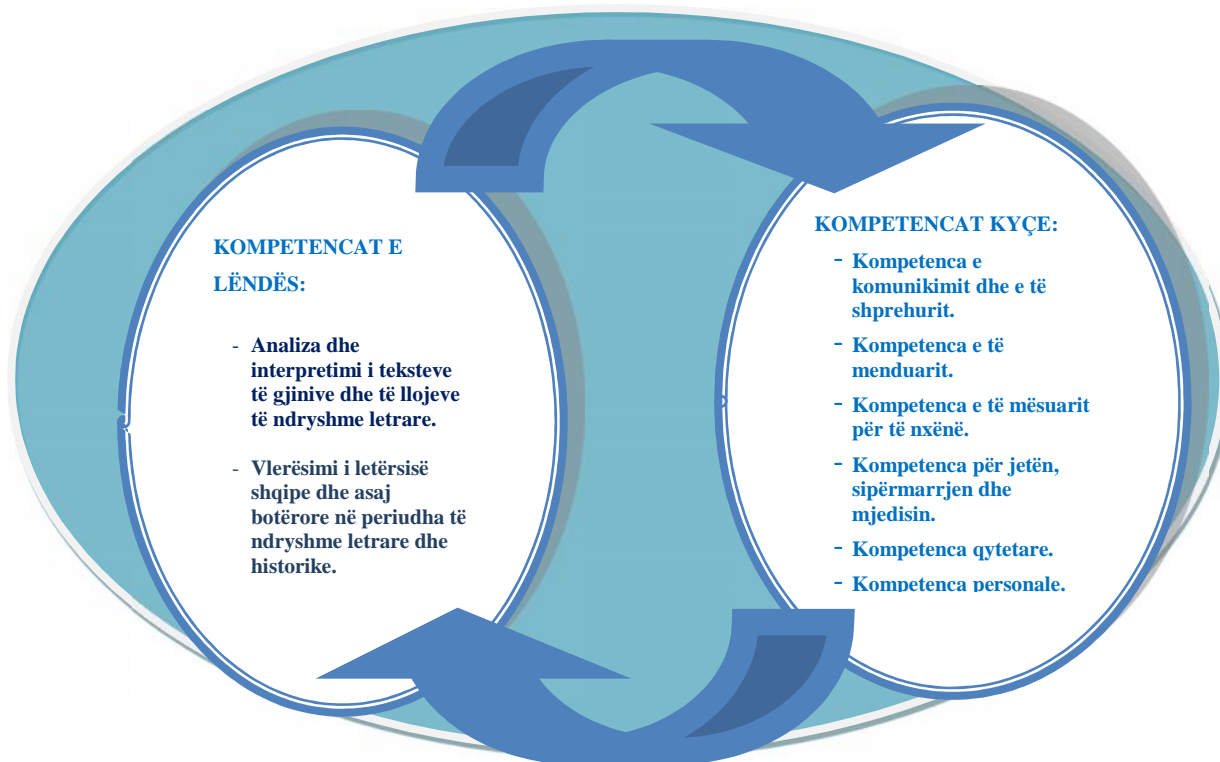 KOMPETENCAT E
LËNDËS:
- Analiza dhe
interpretimi i teksteve
të gjinive dhe të llojeve
të ndryshme letrare.
- Vlerësimi i letërsisë
shqipe dhe asaj
botërore në periudha të
ndryshme letrare dhe
historike.
KOMPETENCAT KYÇE:
- Kompetenca e
komunikimit dhe e të
shprehurit.
- Kompetenca e të
menduarit.
- Kompetenca e të mësuarit
për të nxënë.
- Kompetenca për jetën,
sipërmarrjen dhe
mjedisin.
- Kompetenca qytetare.
- Kompetenca personale.